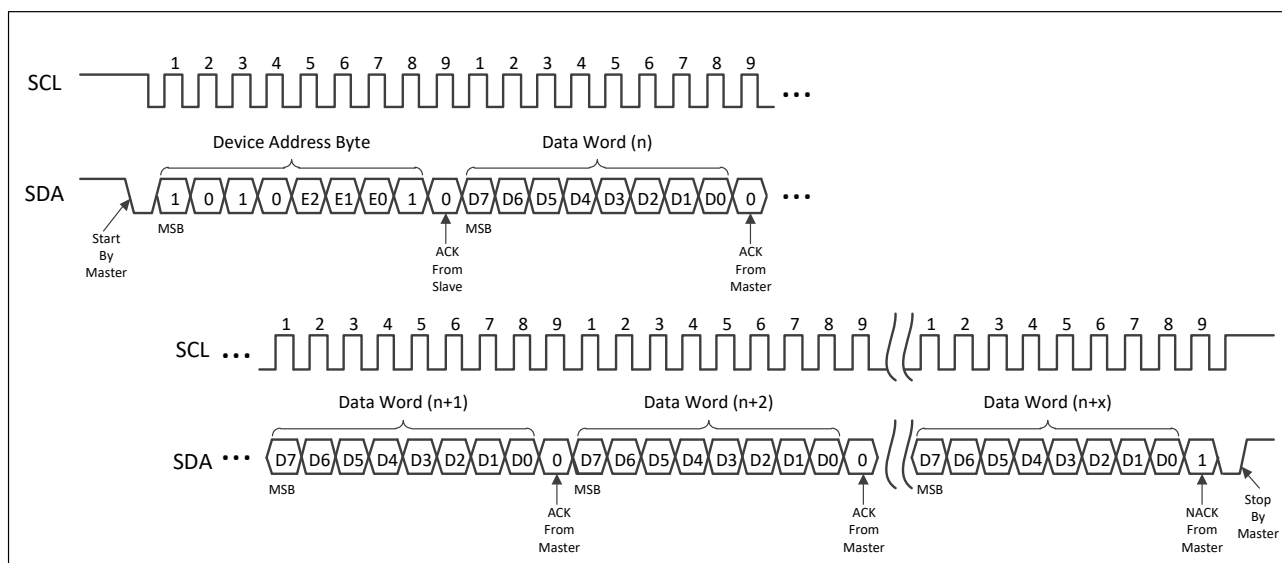 1 2 3 4 5 6 7 8 9 1 2 3 4 5 6 7 8 9
SCL
Device Address Byte Data Word (n)
SDA 1 0 1 0 E2 E1 E0 1 0 D7 D6 D5 D4 D3 D2 D1 D0 0
MSB MSB
Start
By
Master
ACK
From
Slave
ACK
From
Master
1 2 3 4 5 6 7 8 9 1 2 3 4 5 6 7 8 9 1 2 3 4 5 6 7 8 9
SCL
Data Word (n+1) Data Word (n+2) Data Word (n+x)
SDA D7 D6 D5 D4 D3 D2 D1 D0 0 D7 D6 D5 D4 D3 D2 D1 D0 0 D7 D6 D5 D4 D3 D2 D1 D0 1
MSB MSB MSB
ACK
From
Master
ACK
From
Master
NACK
From
Master
Stop
By
Master